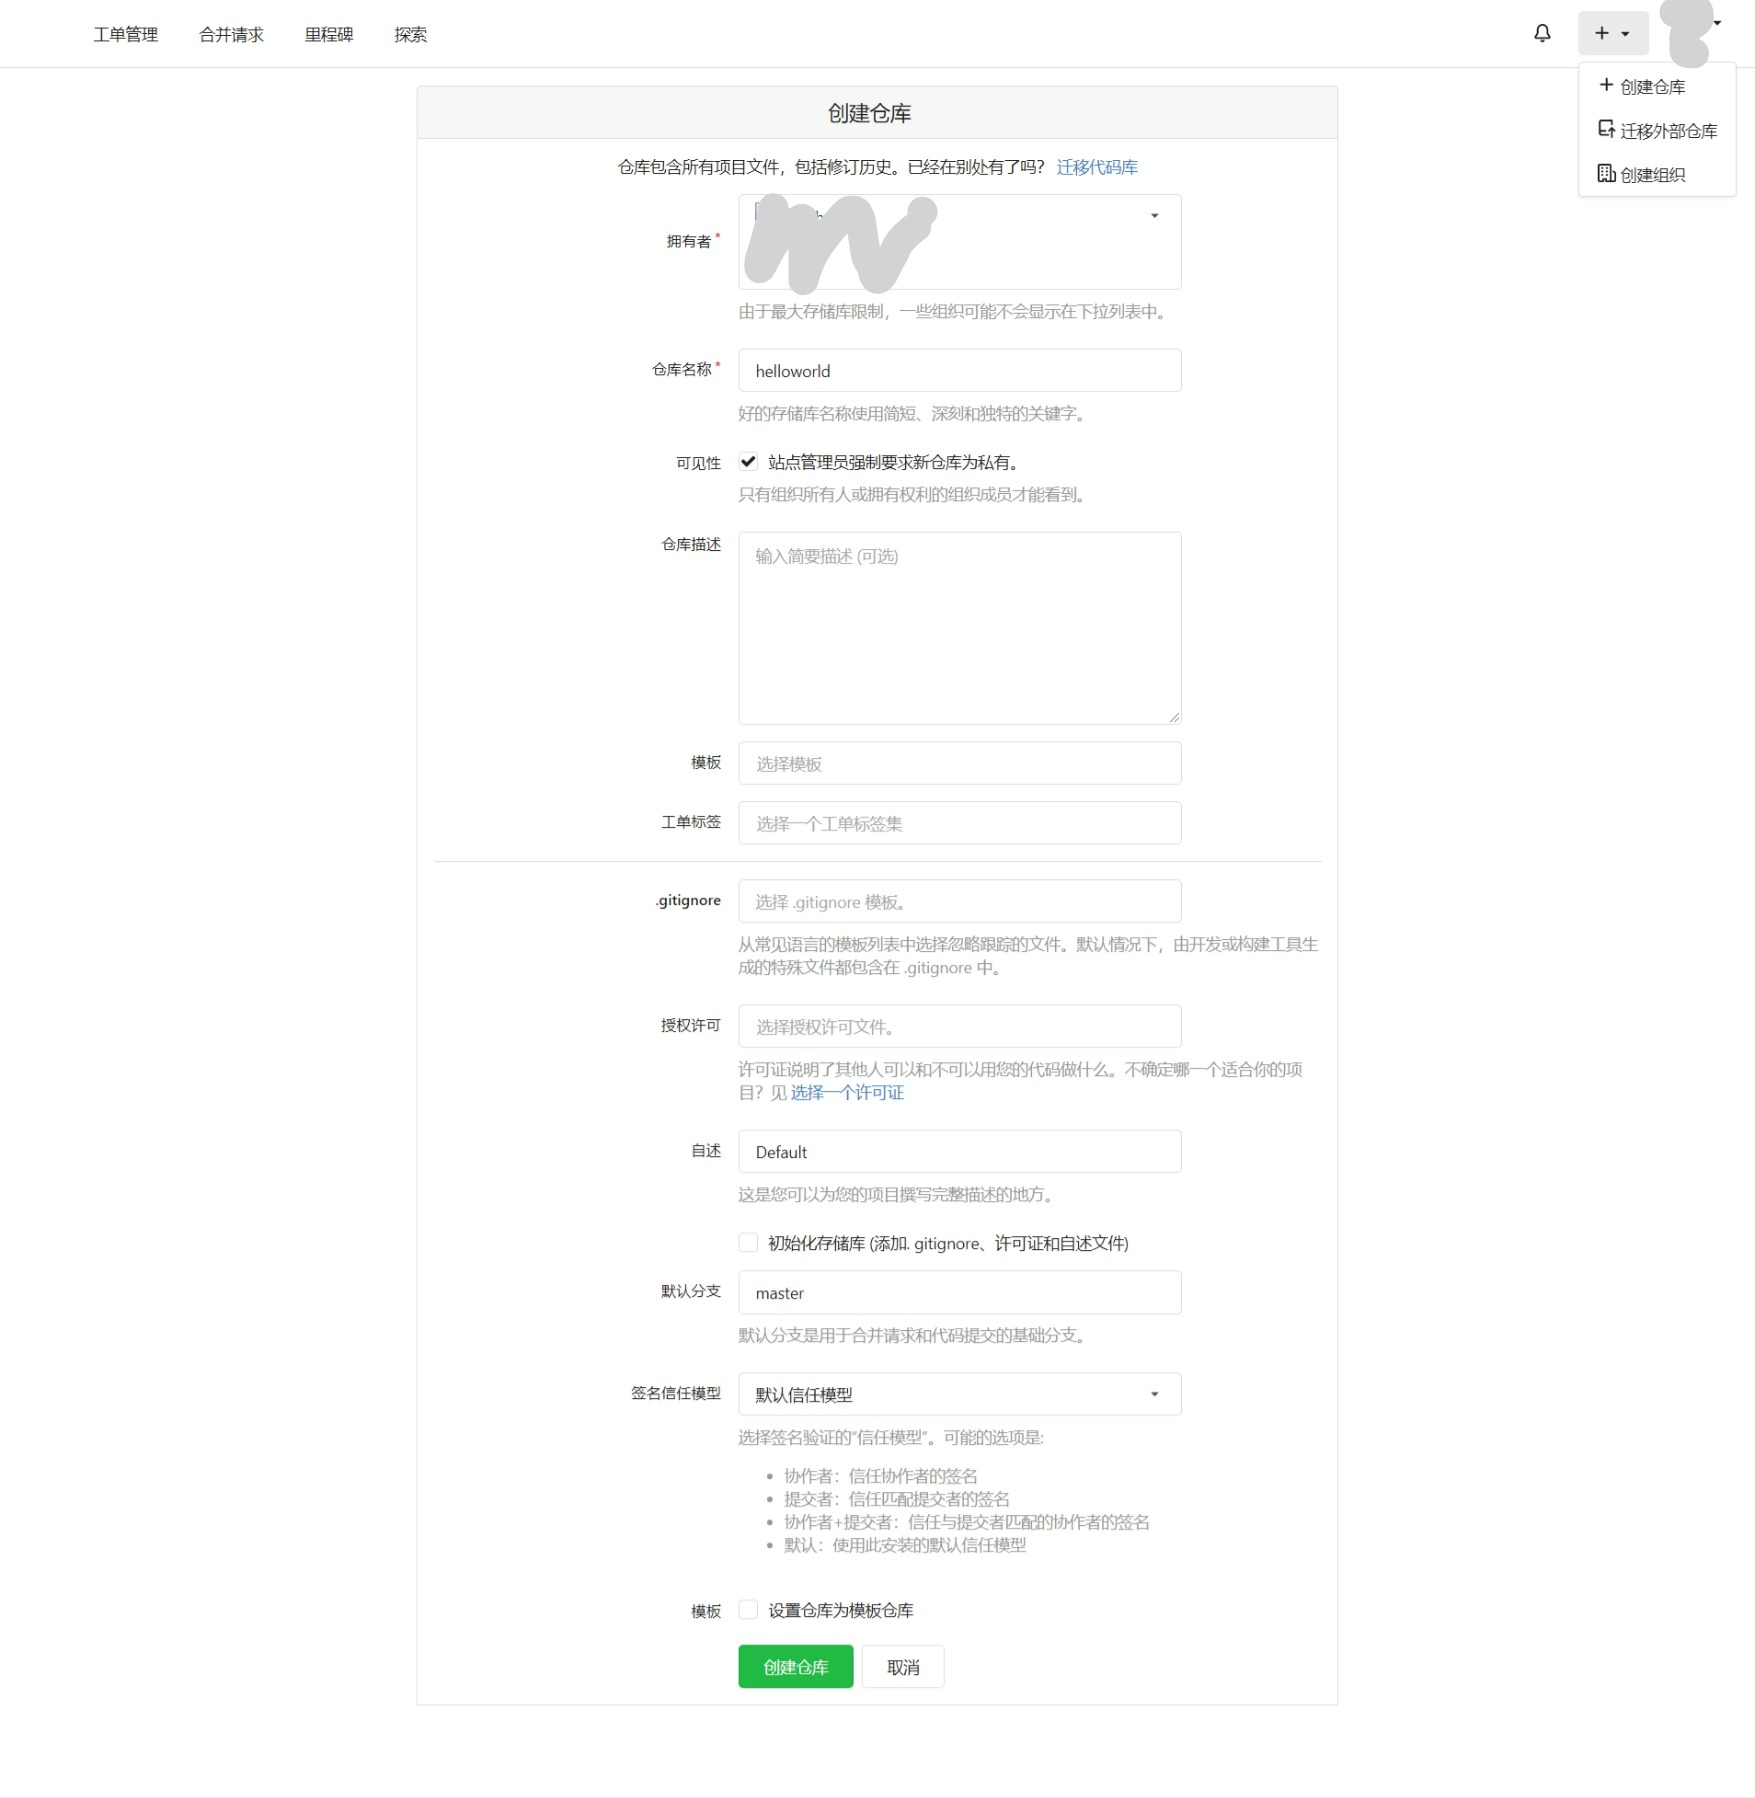 工单管理 合并请求 里程碑 探索
创建仓库
迁移外部仓库
创建组织
创建仓库
仓库包含所有项目文件，包括修订历史。已经在别处有了吗？ 迁移代码库
拥有者*
由于最大存储库限制，一些组织可能不会显示在下拉列表中。
仓库名称* helloworld
好的存储库名称使用简短、深刻和独特的关键字。
可见性 站点管理员强制要求新仓库为私有。
只有组织所有人或拥有权利的组织成员才能看到。
仓库描述 输入简要描述 (可选)
模板 选择模板
工单标签 选择一个工单标签集
.gitignore 选择 .gitignore 模板。
从常见语言的模板列表中选择忽略跟踪的文件。默认情况下，由开发或构建工具生
成的特殊文件都包含在 .gitignore 中。
授权许可 选择授权许可文件。
许可证说明了其他人可以和不可以用您的代码做什么。不确定哪一个适合你的项
目？见 选择一个许可证
自述 Default
这是您可以为您的项目撰写完整描述的地方。
初始化存储库 (添加. gitignore、许可证和自述文件)
默认分支 master
默认分支是用于合并请求和代码提交的基础分支。
签名信任模型 默认信任模型
选择签名验证的“信任模型”。可能的选项是:
• 协作者：信任协作者的签名
• 提交者：信任匹配提交者的签名
• 协作者+提交者：信任与提交者匹配的协作者的签名
• 默认：使用此安装的默认信任模型
模板 设置仓库为模板仓库
创建仓库 取消